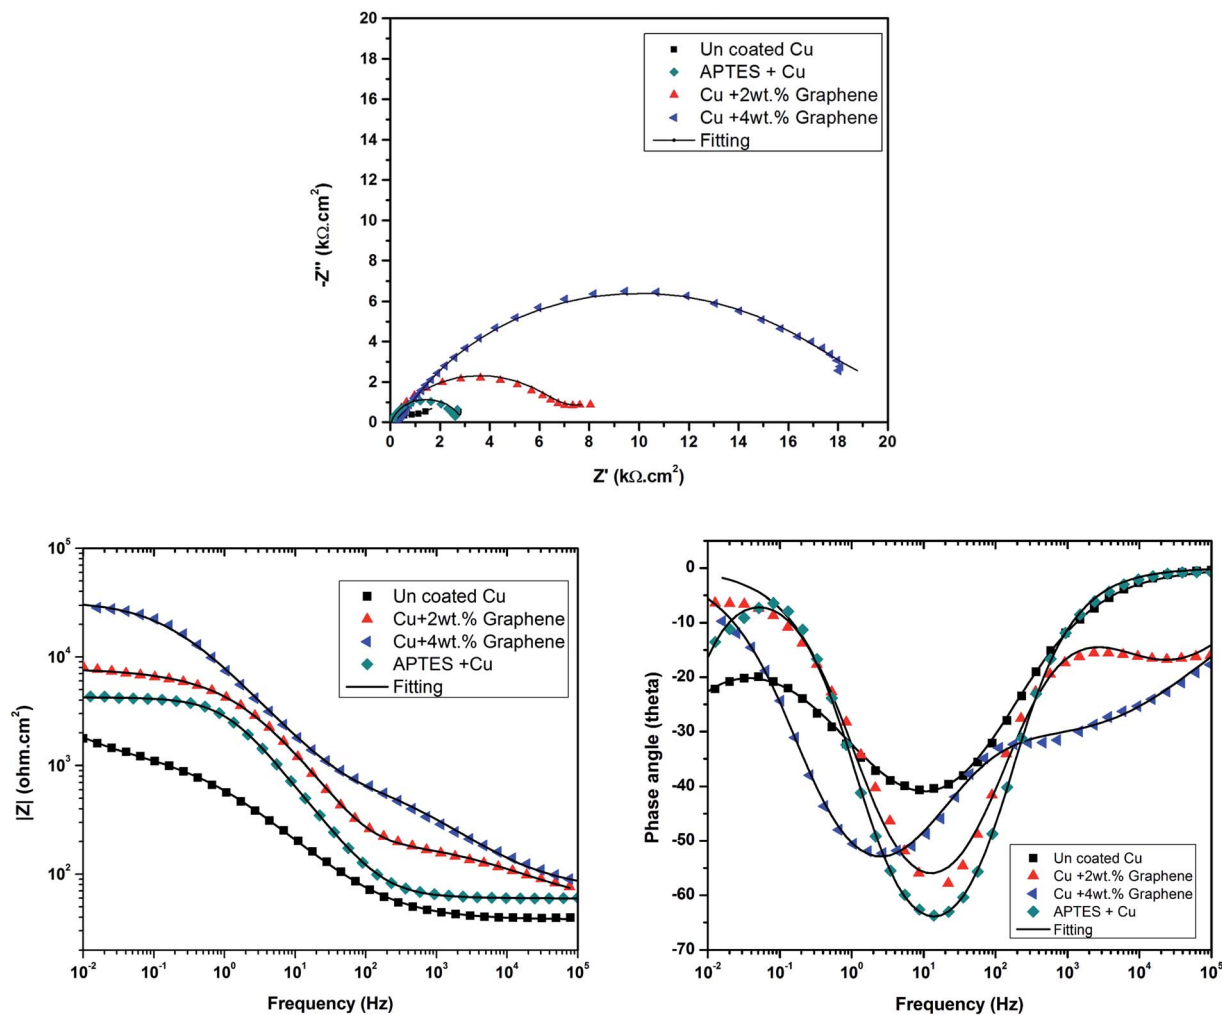 20
18
16
14
12
10
8
6
4
2
0
-Z'' (kΩ.cm²)
Un coated Cu
APTES + Cu
Cu +2wt.% Graphene
Cu +4wt.% Graphene
Fitting
0 2 4 6 8 10 12 14 16 18 20
Z' (kΩ.cm²)
10⁵
10⁴
10³
10²
|Z| (ohm.cm²)
Un coated Cu
Cu+2wt.% Graphene
Cu+4wt.% Graphene
APTES +Cu
Fitting
10⁻² 10⁻¹ 10⁰ 10¹ 10² 10³ 10⁴ 10⁵
Frequency (Hz)
0
-10
-20
-30
-40
-50
-60
-70
Phase angle (theta)
Un coated Cu
Cu +2wt.% Graphene
Cu +4wt.% Graphene
APTES + Cu
Fitting
10⁻² 10⁻¹ 10⁰ 10¹ 10² 10³ 10⁴ 10⁵
Frequency (Hz)